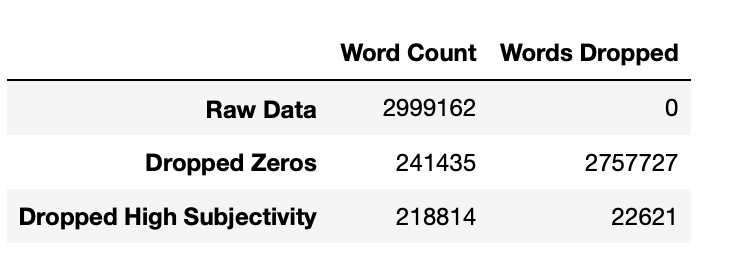 Word Count Words Dropped
Raw Data 2999162 0
Dropped Zeros 241435 2757727
Dropped High Subjectivity 218814 22621